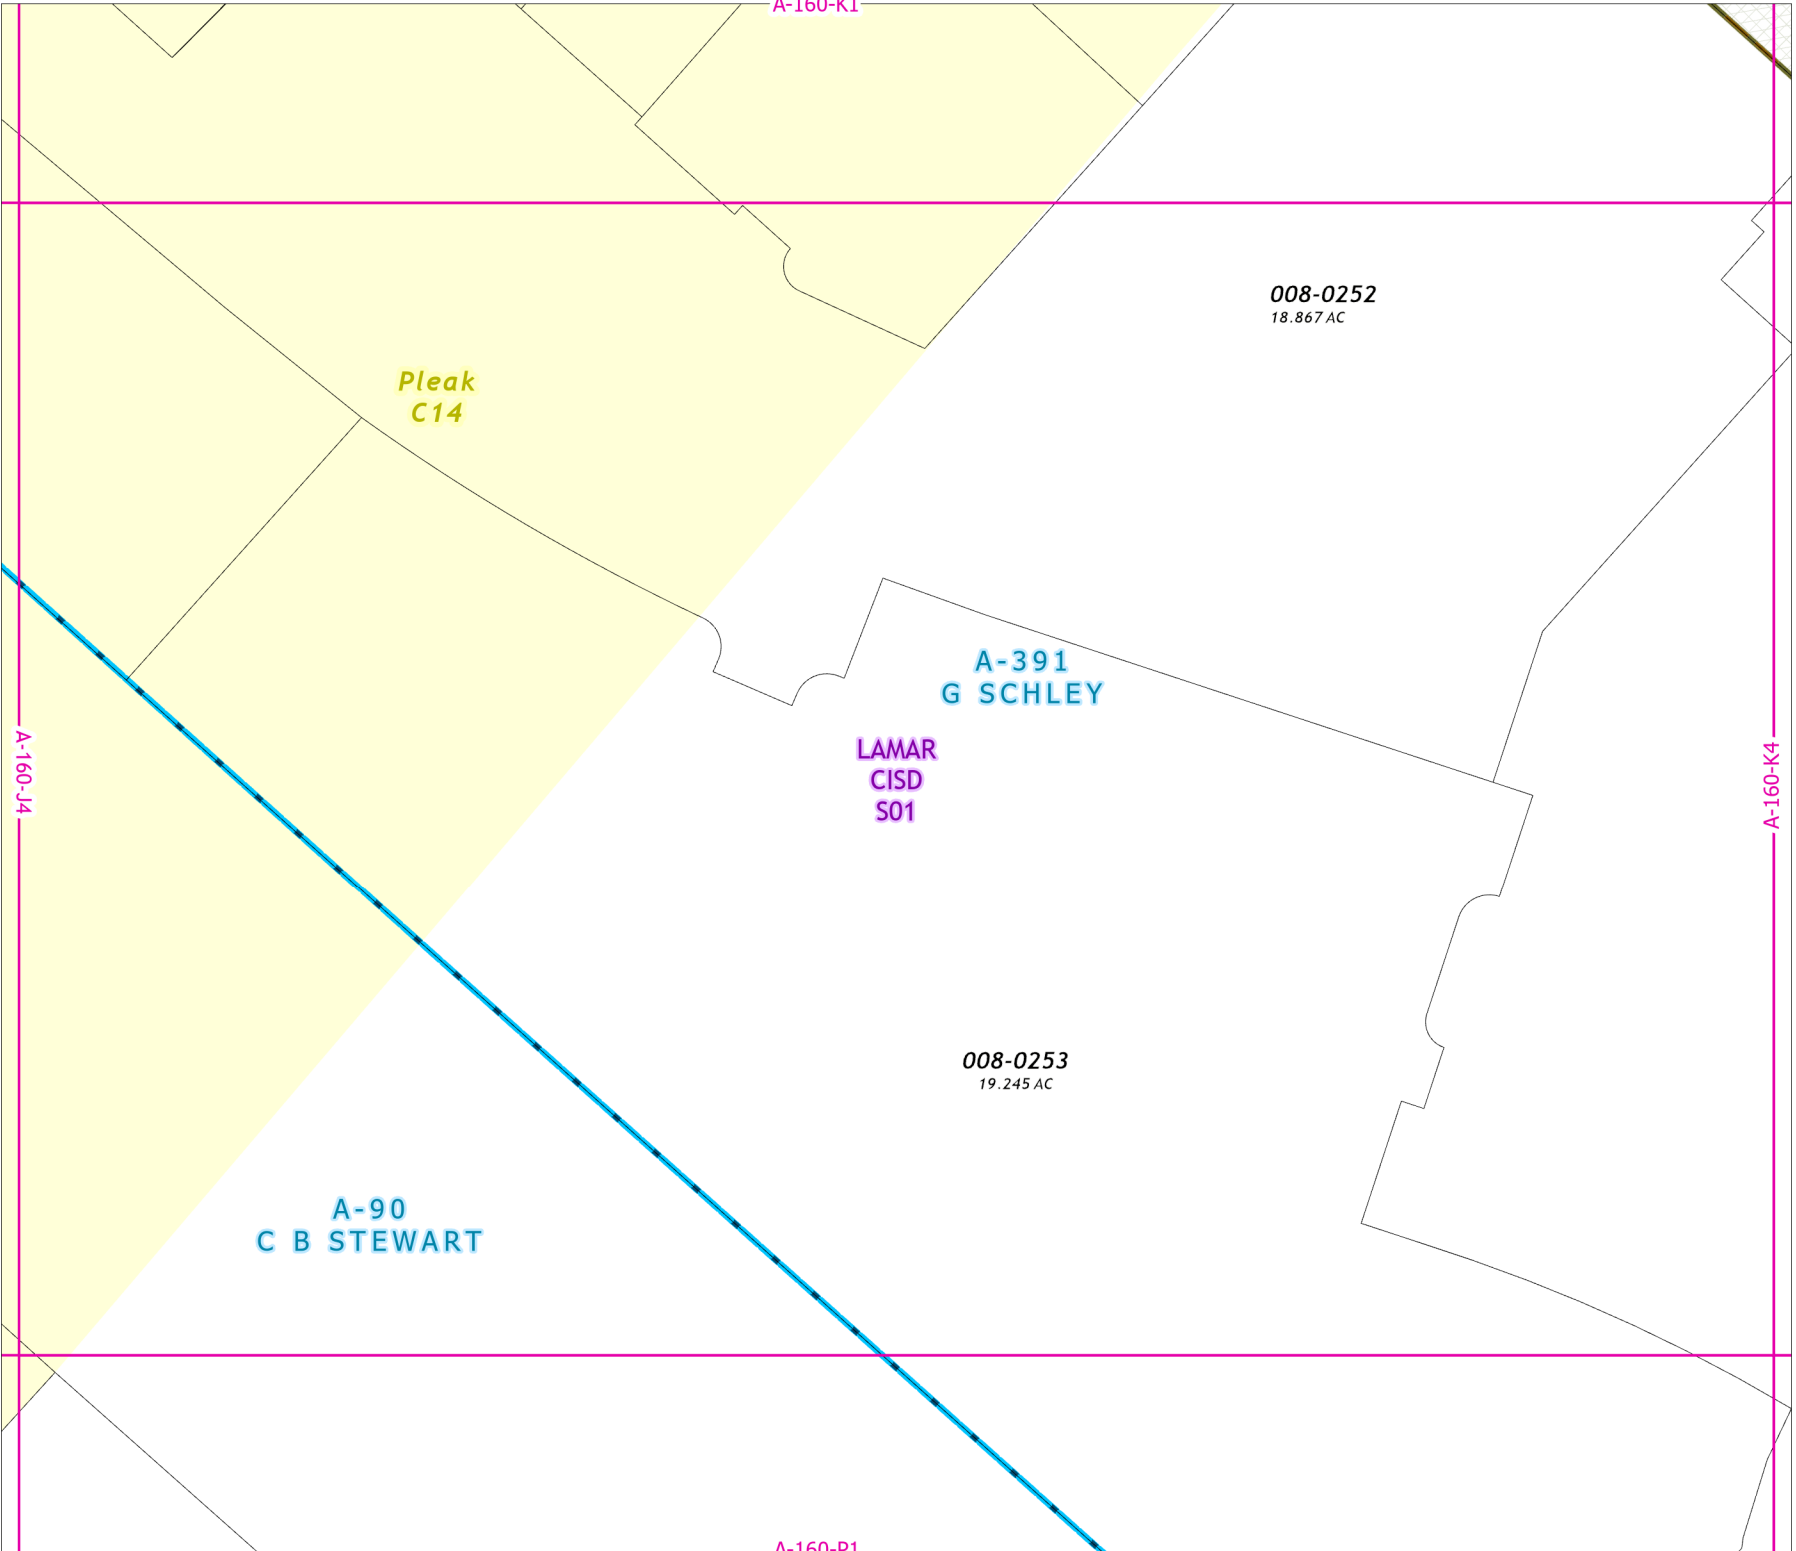 A-160-K1
008-0252
18.867 AC
Pleak
C14
A-391
G SCHLEY
LAMAR
CISD
S01
A-160-J4
A-160-K4
008-0253
19.245 AC
A-90
C B STEWART
A-160-P1